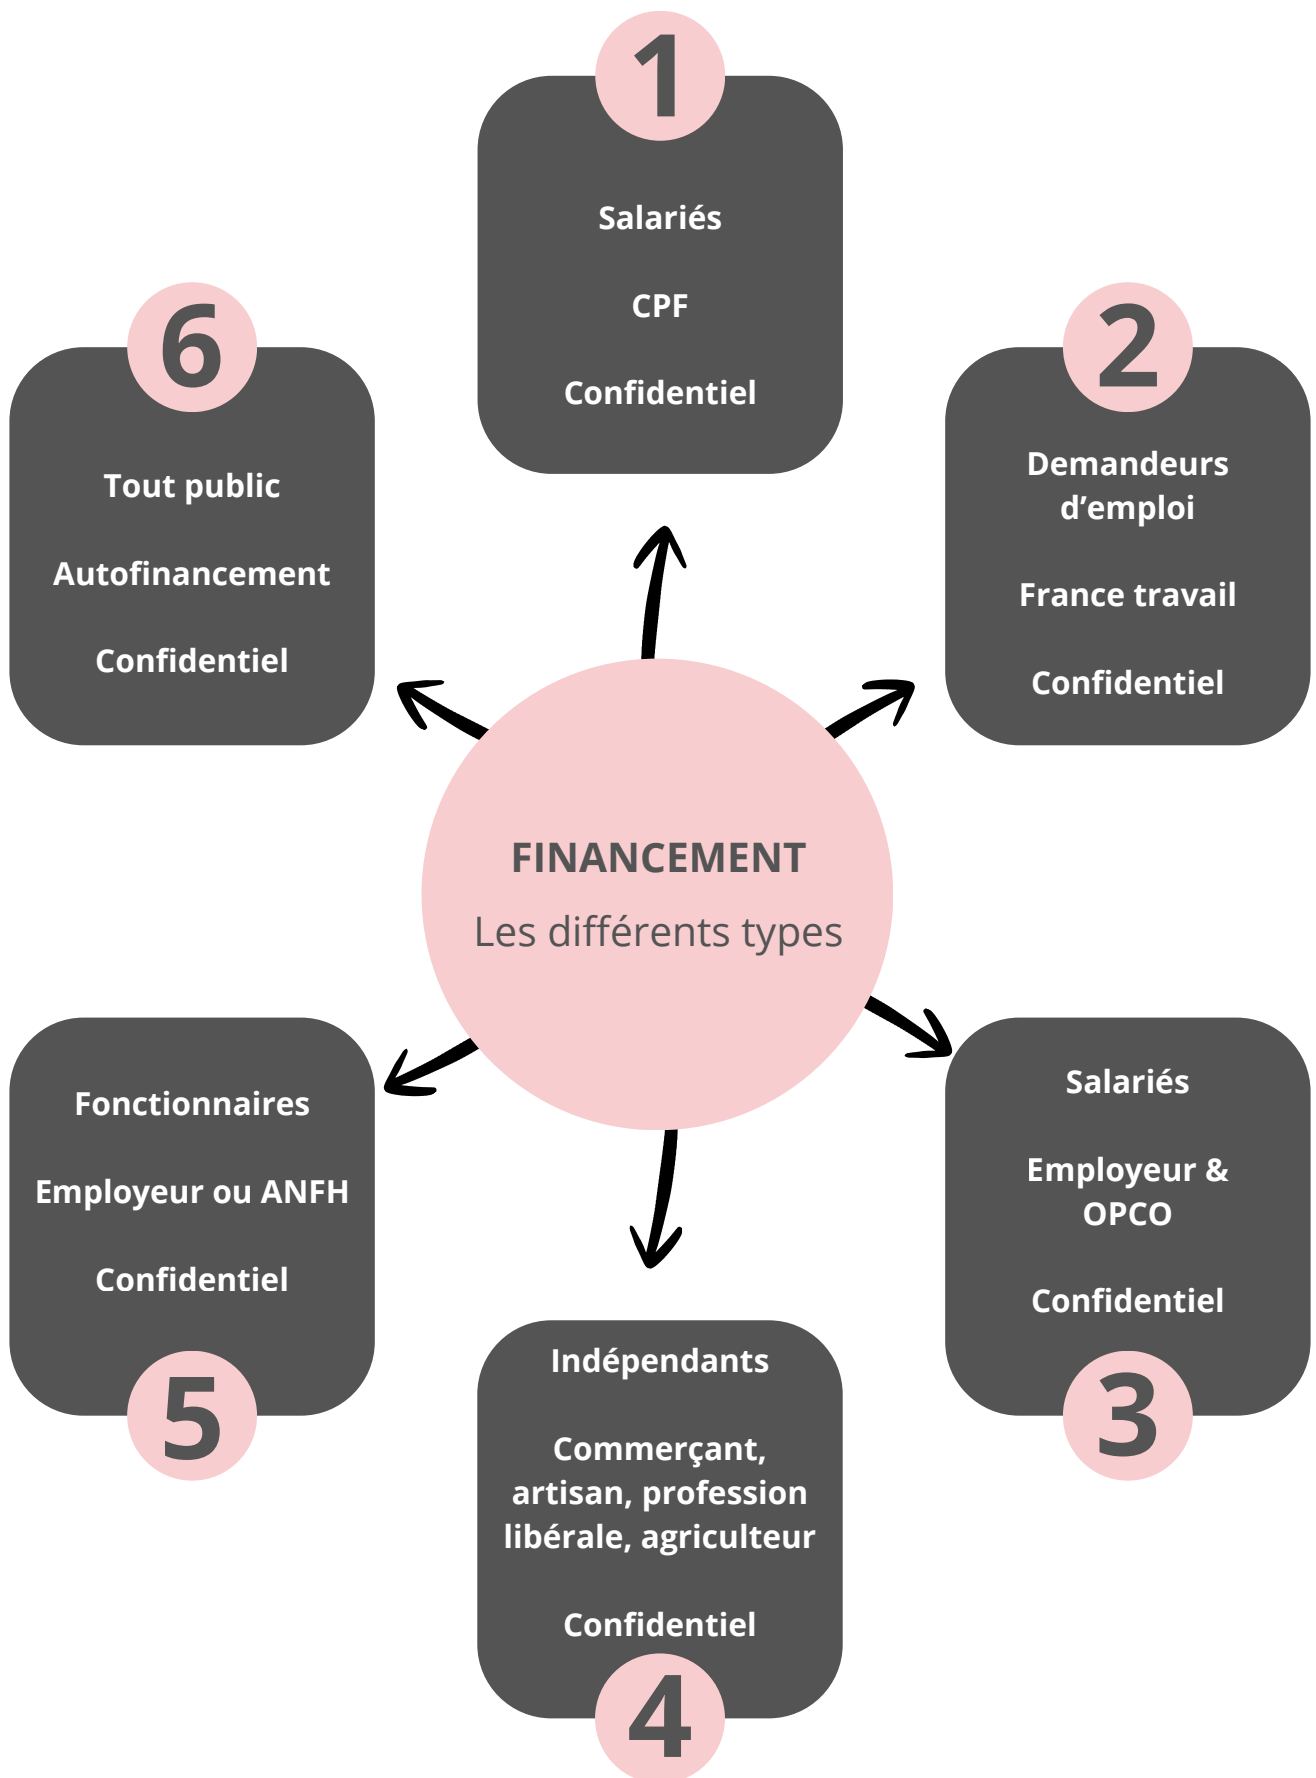 1
Salariés
CPF
Confidentiel
2
Demandeurs
d’emploi
France travail
Confidentiel
6
Tout public
Autofinancement
Confidentiel
FINANCEMENT
Les différents types
Salariés
Employeur &
OPCO
Confidentiel
3
Fonctionnaires
Employeur ou ANFH
Confidentiel
5
Indépendants
Commerçant,
artisan, profession
libérale, agriculteur
Confidentiel
4